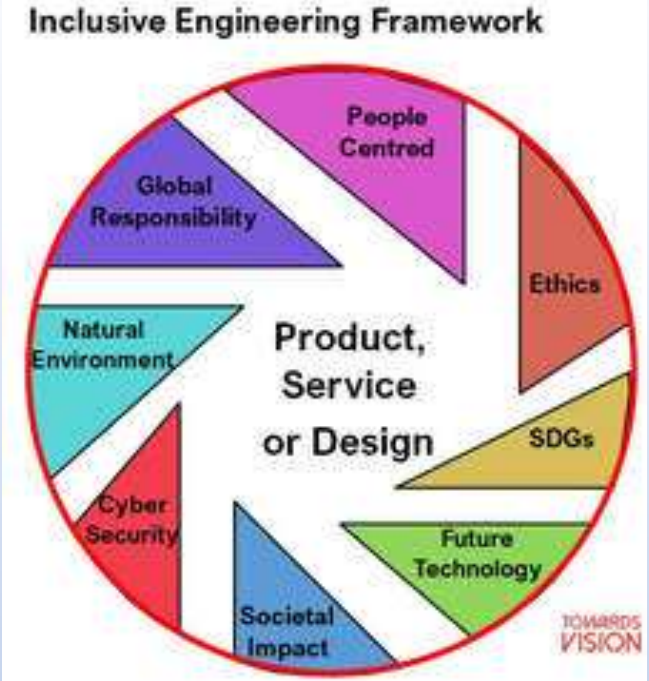 Inclusive Engineering Framework
People
Centred
Global
Responsibility
Ethics
Natural
Environment
Product,
Service
or Design
SDGs
Cyber
Security
Future
Technology
Societal
Impact
TOWARDS
VISION